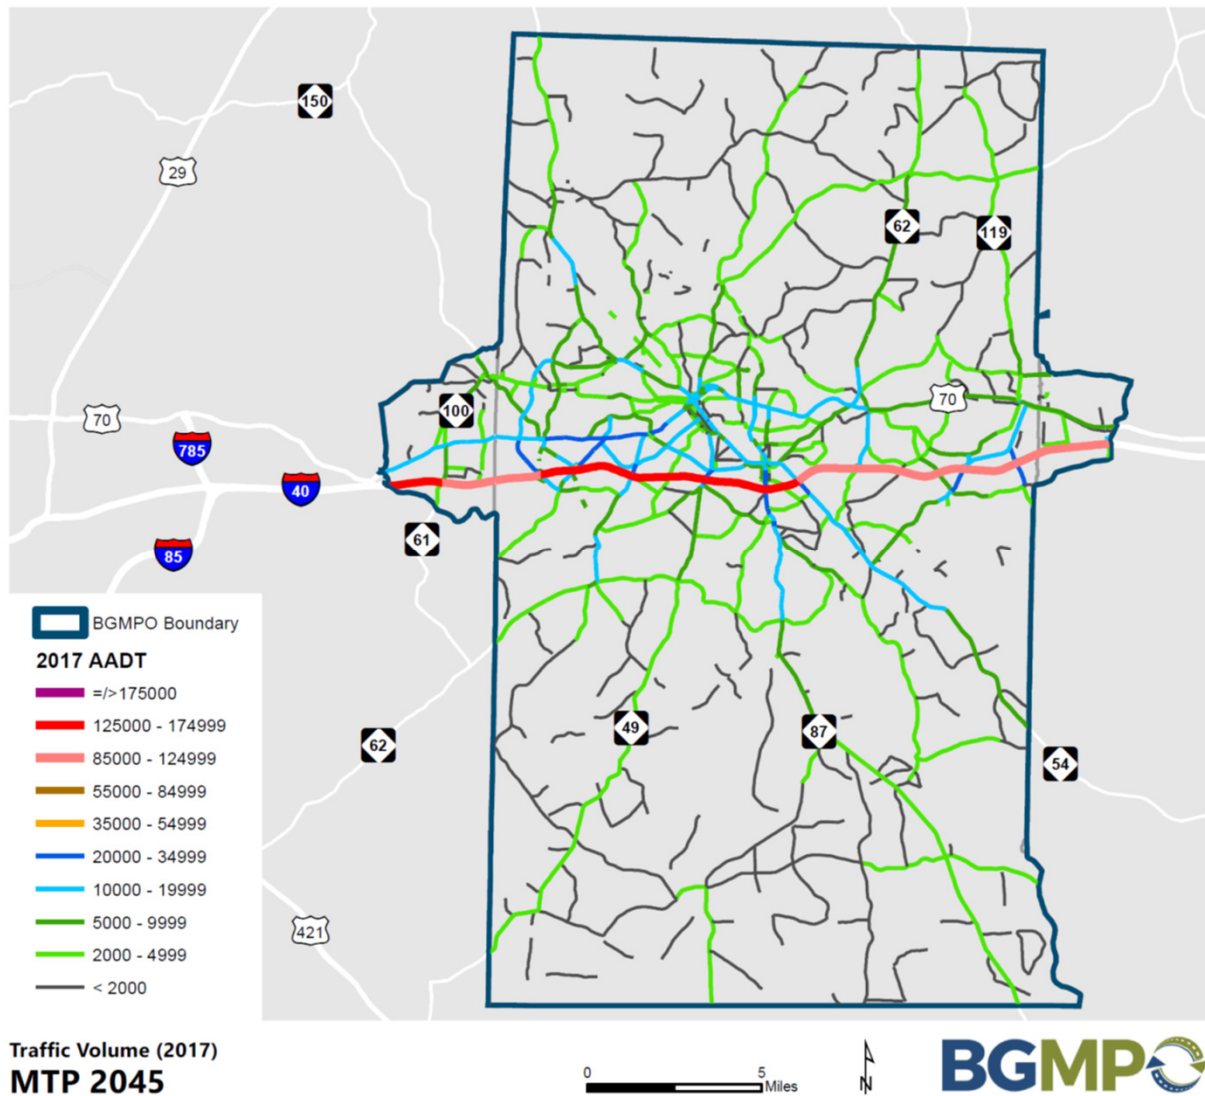 150
29
62
119
70
100
70
785
40
61
85
BGMPO Boundary
2017 AADT
=/>175000
125000 - 174999
85000 - 124999
55000 - 84999
35000 - 54999
20000 - 34999
10000 - 19999
5000 - 9999
2000 - 4999
< 2000
62
49
87
54
421
Traffic Volume (2017)
MTP 2045
0 5
Miles
N
BGMPO